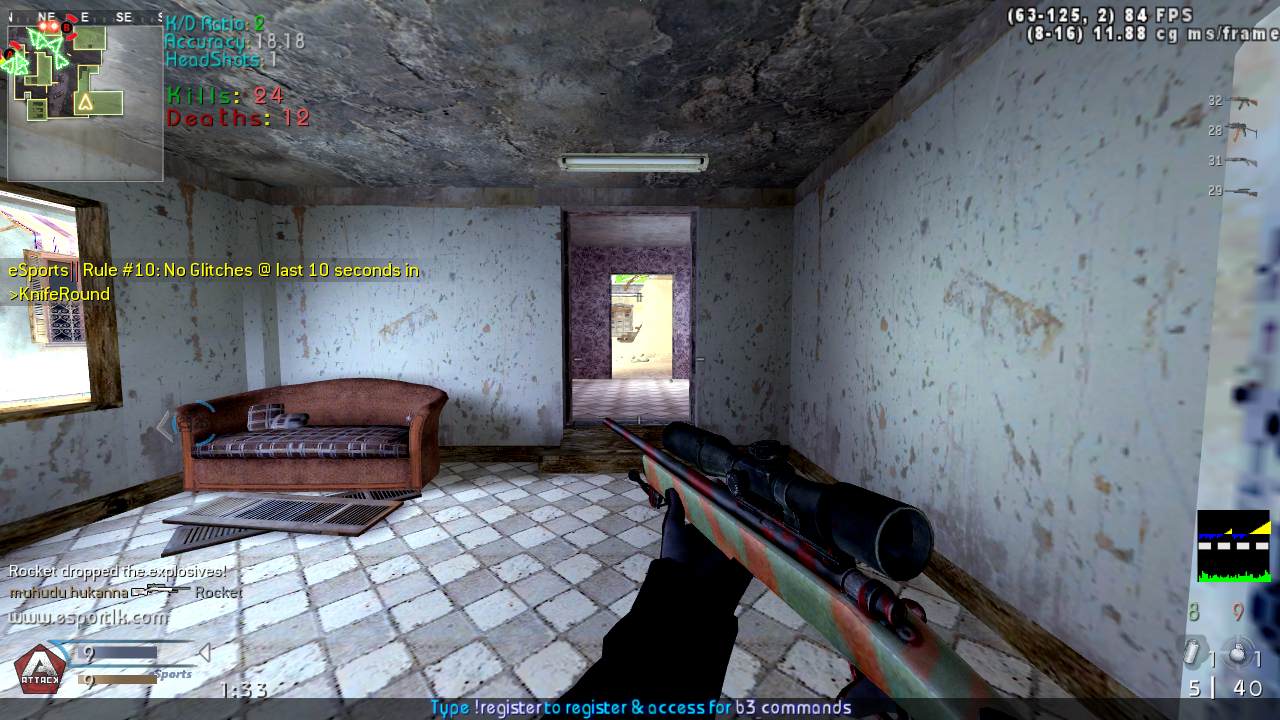 NE E SE S
K/D Ratio: 2
Accuracy: 18.18
HeadShots: 1
Kills: 24
Deaths: 12
(63-125, 2) 84 FPS
(8-16) 11.88 cg ms/frame
32
28
31
29
eSports| Rule #10: No Glitches @ last 10 seconds in
>KnifeRound
Rocket dropped the explosives!
muhudu hukanna Rocket
www.esportlk.com
ATTACK
9
9
Sports
1:33
8 9
1 1
5 | 40
Type !register to register & access for b3 commands